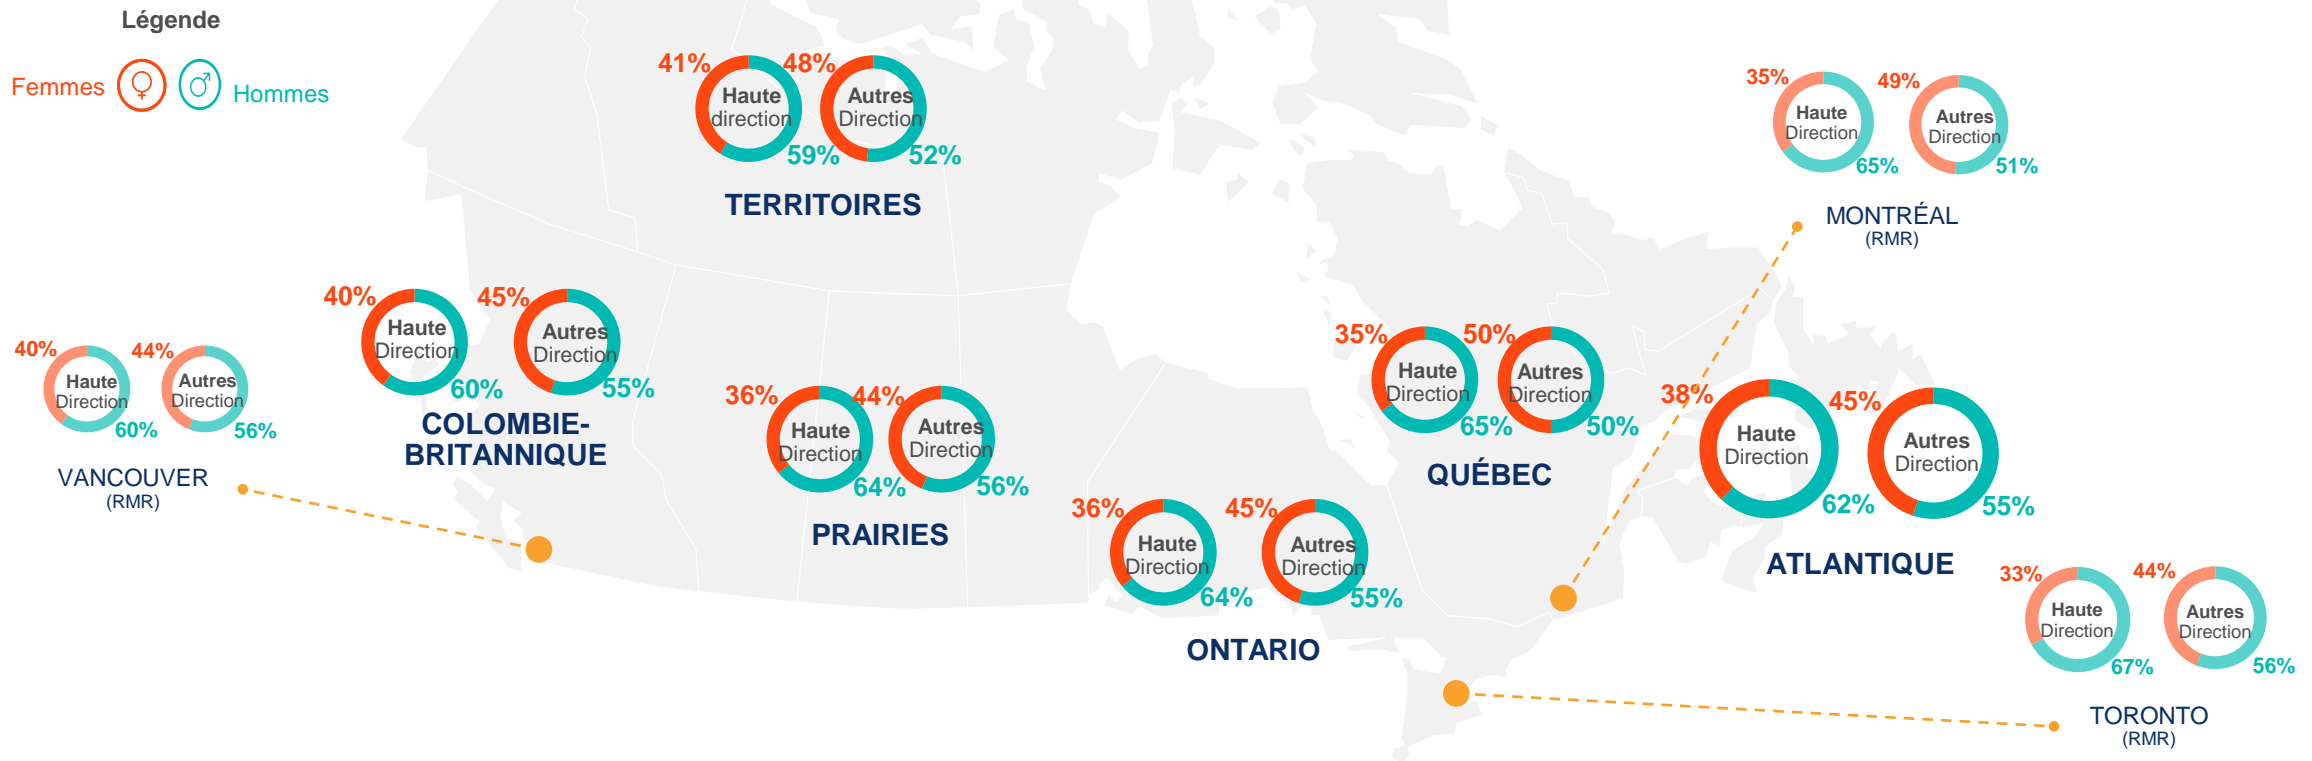 Légende
Femmes
Hommes
41%
Haute
direction
59%
48%
Autres
Direction
52%
TERRITOIRES
35%
Haute
Direction
65%
49%
Autres
Direction
51%
MONTRÉAL
(RMR)
40%
Haute
Direction
60%
44%
Autres
Direction
56%
VANCOUVER
(RMR)
40%
Haute
Direction
60%
45%
Autres
Direction
55%
COLOMBIE-
BRITANNIQUE
36%
Haute
Direction
64%
44%
Autres
Direction
56%
PRAIRIES
36%
Haute
Direction
64%
45%
Autres
Direction
55%
ONTARIO
35%
Haute
Direction
65%
50%
Autres
Direction
50%
QUÉBEC
38%
Haute
Direction
62%
45%
Autres
Direction
55%
ATLANTIQUE
33%
Haute
Direction
67%
44%
Autres
Direction
56%
TORONTO
(RMR)